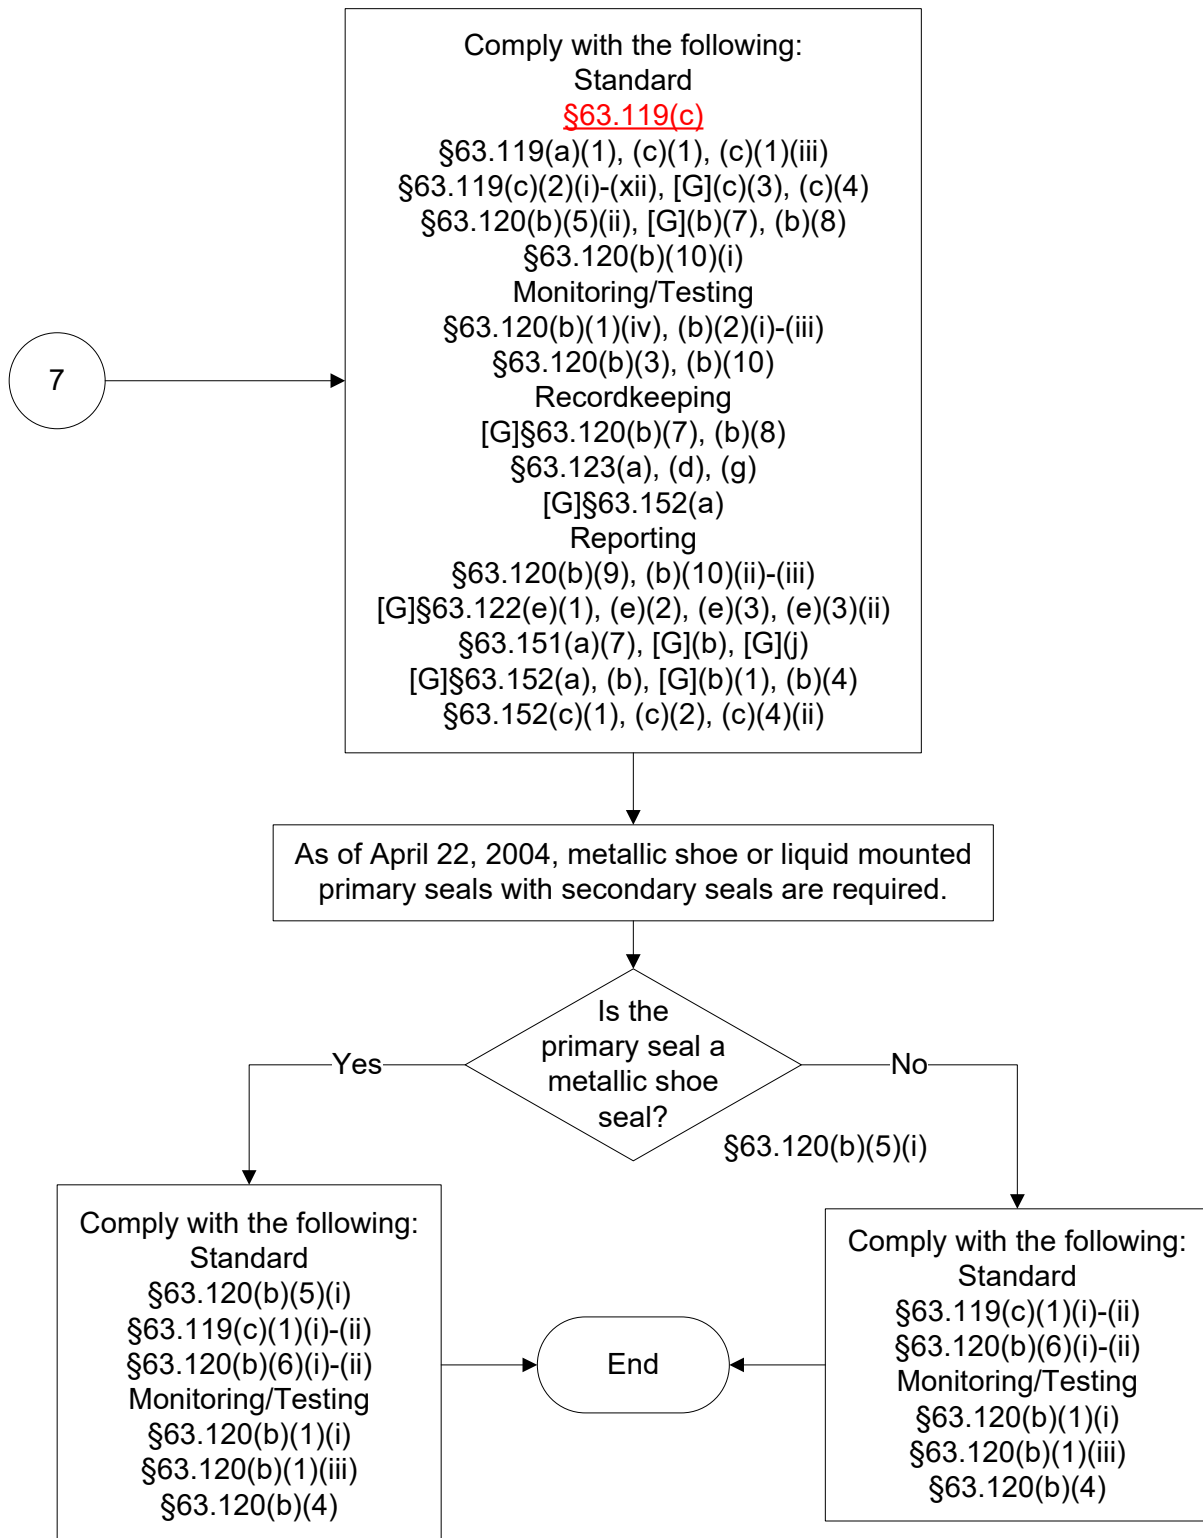 Comply with the following:
Standard
§63.119(c)
§63.119(a)(1), (c)(1), (c)(1)(iii)
§63.119(c)(2)(i)-(xii), [G](c)(3), (c)(4)
§63.120(b)(5)(ii), [G](b)(7), (b)(8)
§63.120(b)(10)(i)
Monitoring/Testing
§63.120(b)(1)(iv), (b)(2)(i)-(iii)
§63.120(b)(3), (b)(10)
Recordkeeping
[G]§63.120(b)(7), (b)(8)
§63.123(a), (d), (g)
[G]§63.152(a)
Reporting
§63.120(b)(9), (b)(10)(ii)-(iii)
[G]§63.122(e)(1), (e)(2), (e)(3), (e)(3)(ii)
§63.151(a)(7), [G](b), [G](j)
[G]§63.152(a), (b), [G](b)(1), (b)(4)
§63.152(c)(1), (c)(2), (c)(4)(ii)
7
As of April 22, 2004, metallic shoe or liquid mounted
primary seals with secondary seals are required.
Is the
primary seal a
metallic shoe
seal?
Yes
No
§63.120(b)(5)(i)
Comply with the following:
Standard
§63.120(b)(5)(i)
§63.119(c)(1)(i)-(ii)
§63.120(b)(6)(i)-(ii)
Monitoring/Testing
§63.120(b)(1)(i)
§63.120(b)(1)(iii)
§63.120(b)(4)
End
Comply with the following:
Standard
§63.119(c)(1)(i)-(ii)
§63.120(b)(6)(i)-(ii)
Monitoring/Testing
§63.120(b)(1)(i)
§63.120(b)(1)(iii)
§63.120(b)(4)